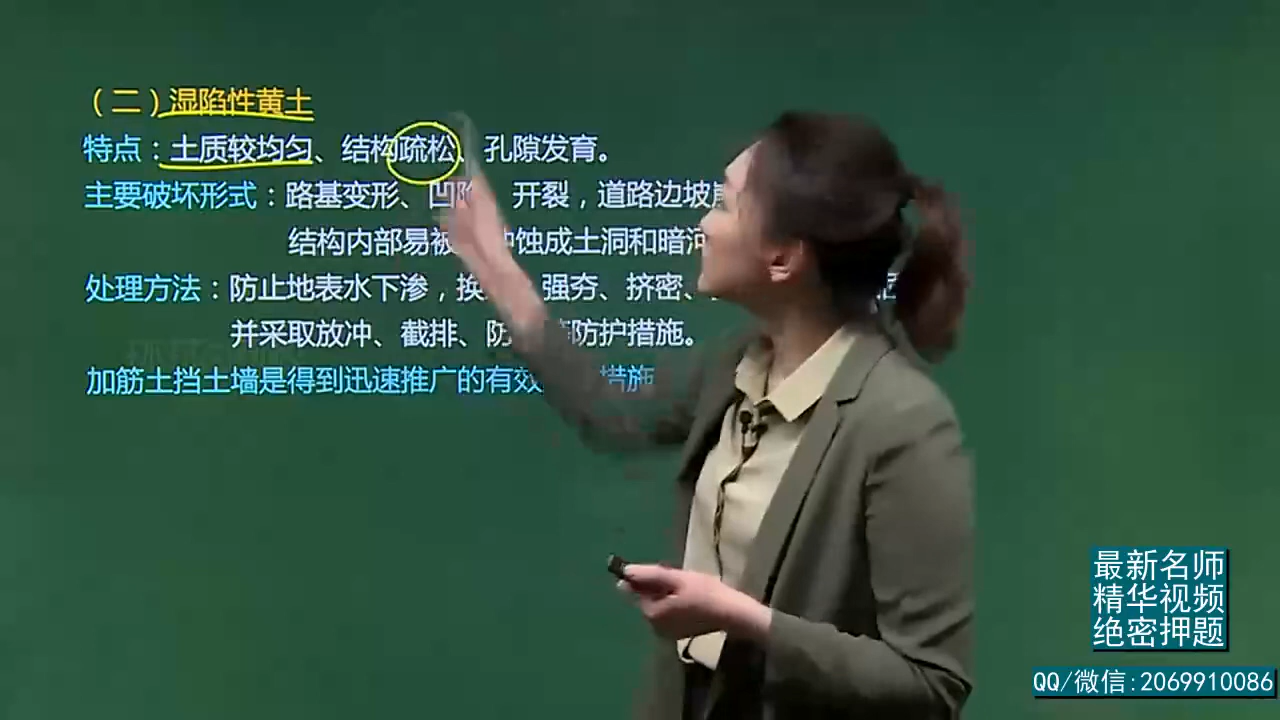 （二）湿陷性黄土
特点：土质较均匀、结构疏松、孔隙发育。
主要破坏形式：路基变形、凹陷、开裂，道路边坡
结构内部易被 冲蚀成土洞和暗河
处理方法：防止地表水下渗，换 强夯、挤密、
并采取放冲、截排、防 等防护措施。
加筋土挡土墙是得到迅速推广的有效 措施
最新名师
精华视频
绝密押题
QQ/微信:2069910086